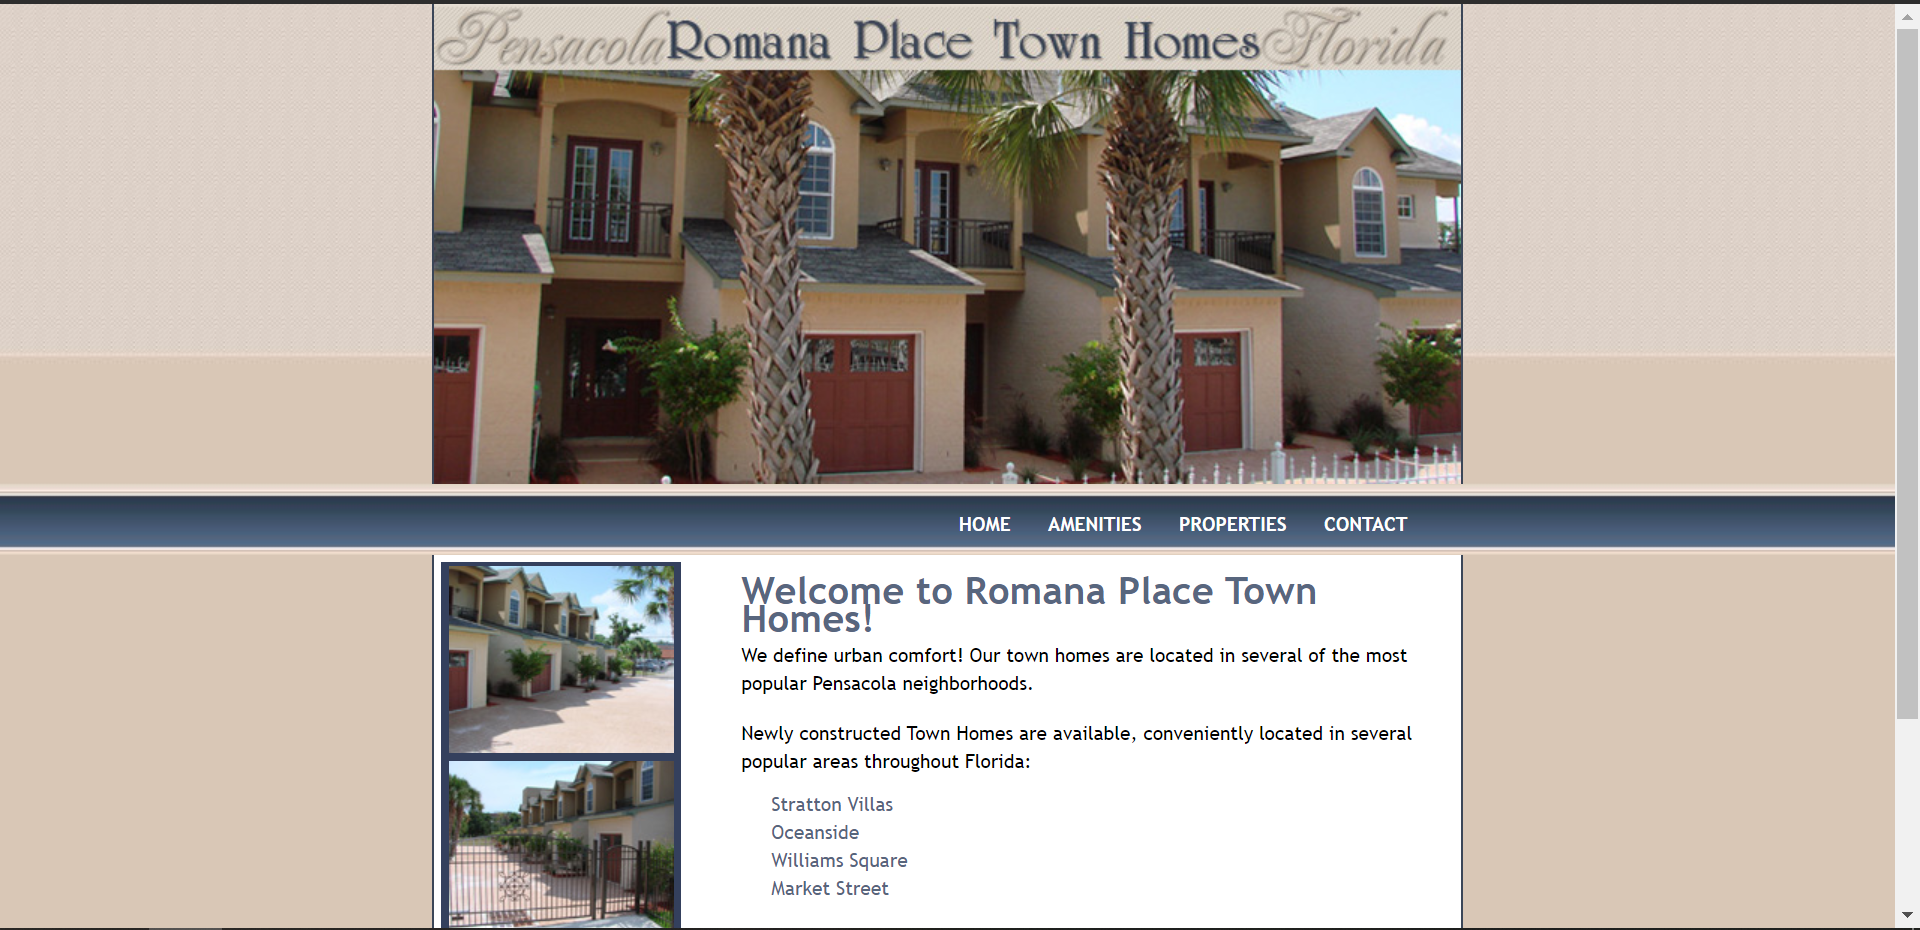 Pensacola Romana Place Town Homes Florida
HOME AMENITIES PROPERTIES CONTACT
Welcome to Romana Place Town
Homes!
We define urban comfort! Our town homes are located in several of the most
popular Pensacola neighborhoods.
Newly constructed Town Homes are available, conveniently located in several
popular areas throughout Florida:
Stratton Villas
Oceanside
Williams Square
Market Street